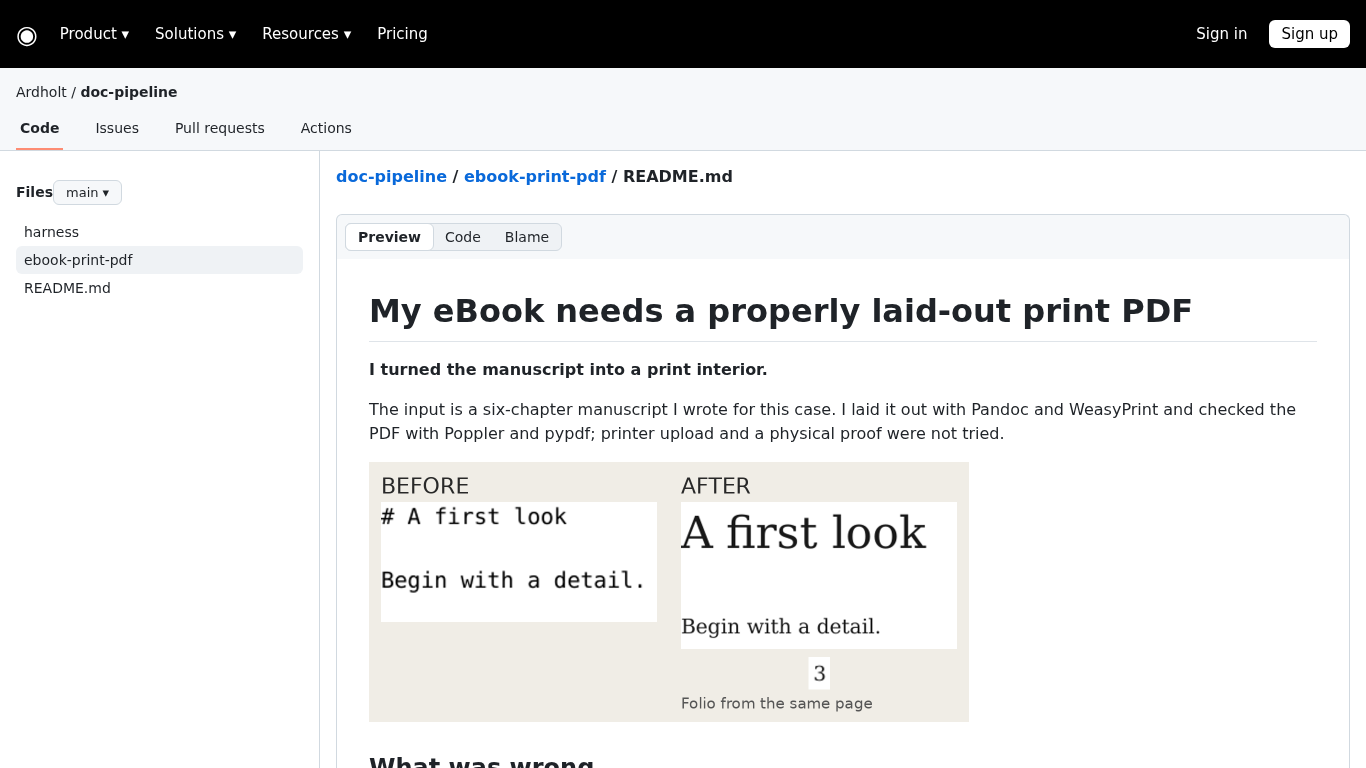 Product ▾ Solutions ▾ Resources ▾ Pricing Sign in Sign up
Ardholt / doc-pipeline
Code Issues Pull requests Actions
Files main ▾
harness
ebook-print-pdf
README.md
doc-pipeline / ebook-print-pdf / README.md
Preview Code Blame
My eBook needs a properly laid-out print PDF
I turned the manuscript into a print interior.
The input is a six-chapter manuscript I wrote for this case. I laid it out with Pandoc and WeasyPrint and checked the
PDF with Poppler and pypdf; printer upload and a physical proof were not tried.
BEFORE
# A first look
Begin with a detail.
AFTER
A first look
Begin with a detail.
3
Folio from the same page
What was wrong